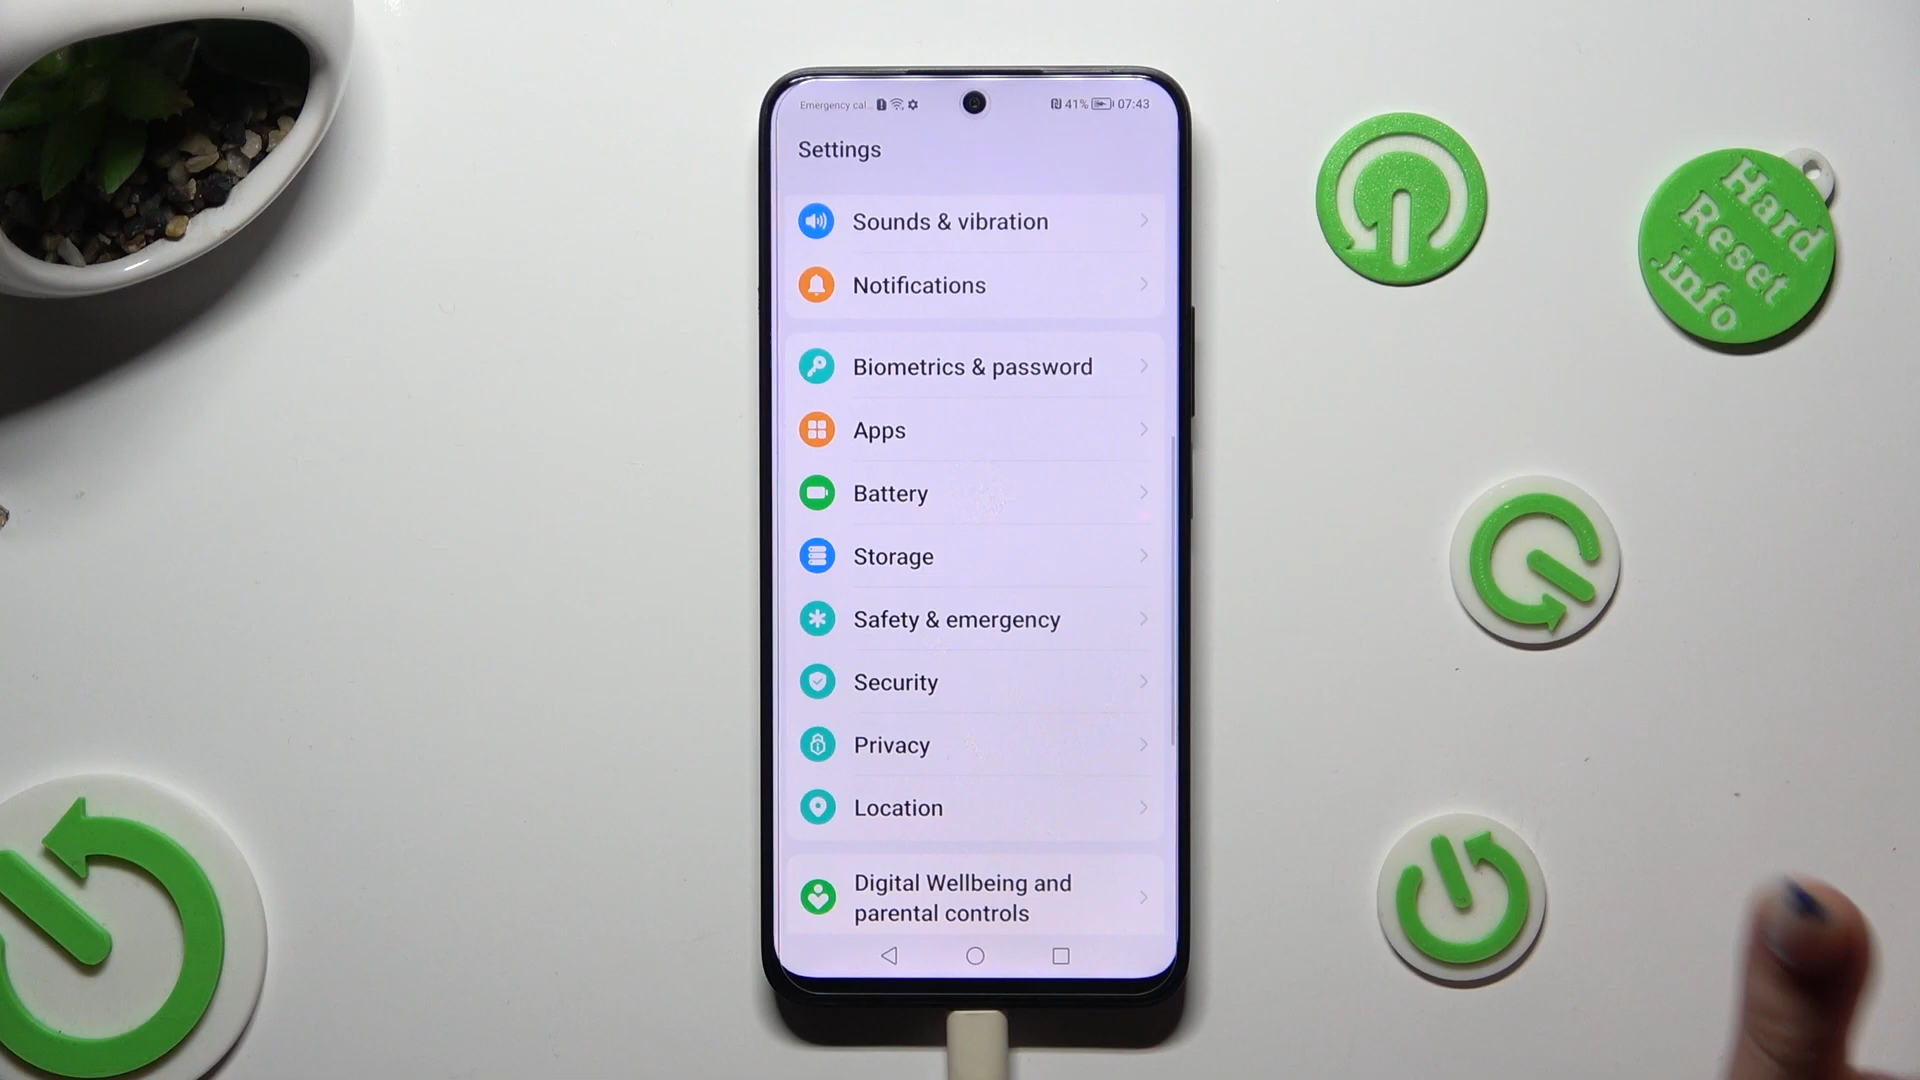 Emergency cal... 41% 07:43
Settings
Sounds & vibration
Notifications
Biometrics & password
Apps
Battery
Storage
Safety & emergency
Security
Privacy
Location
Digital Wellbeing and
parental controls
Hard
Reset
.info